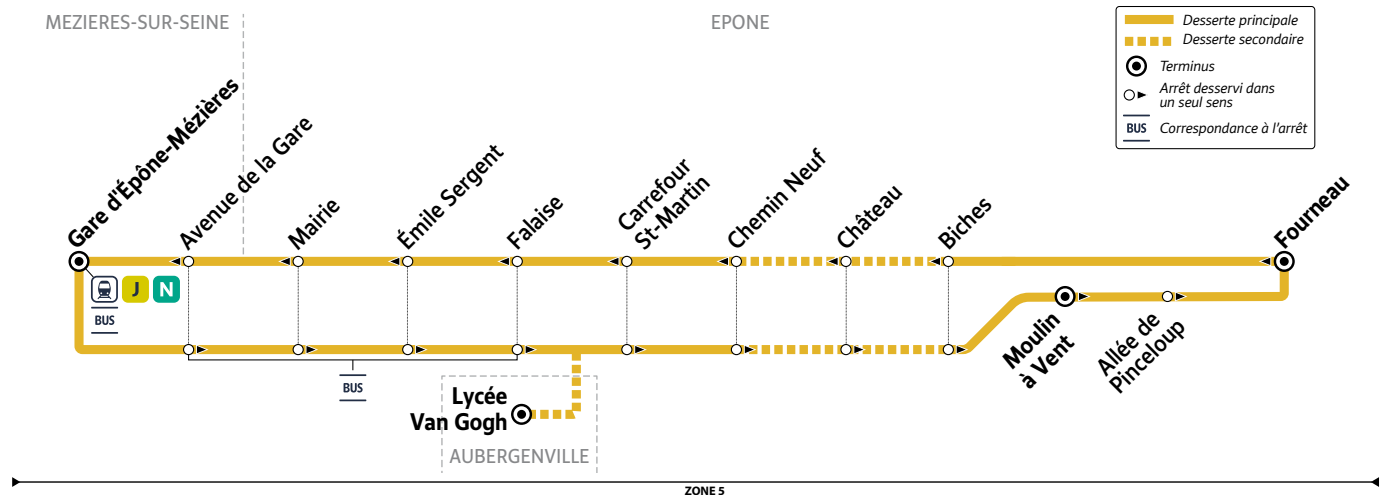 MEZIERES-SUR-SEINE
EPONE
Desserte principale
Desserte secondaire
Terminus
Arrêt desservi dans
un seul sens
BUS
Correspondance à l'arrêt
Gare d'Épône-Mézières
Avenue de la Gare
Mairie
Émile Sergent
Falaise
Carrefour
St-Martin
Chemin Neuf
Château
Biches
Fourneau
J
N
BUS
Moulin
à Vent
Allée de
Pinceloup
BUS
Lycée
Van Gogh
AUBERGENVILLE
ZONE 5